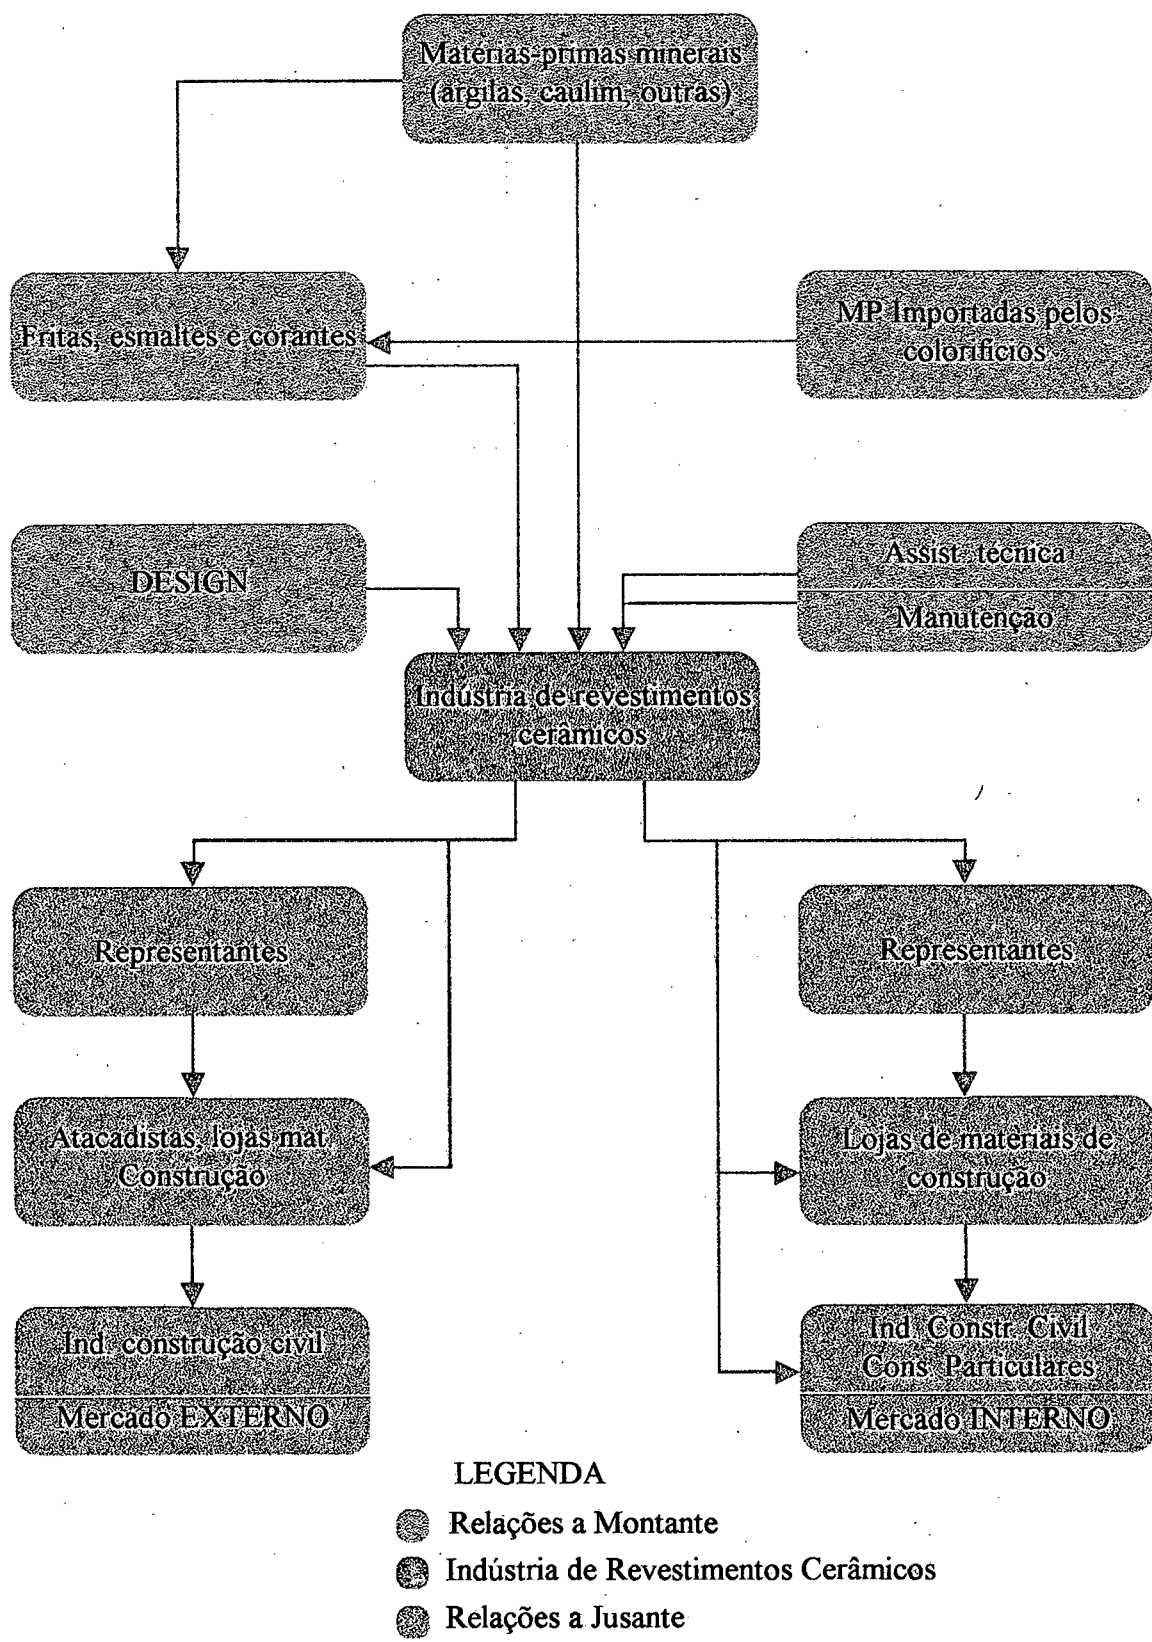 Matérias-primas minerais
(argilas, caulim, outras)
Fritas, esmaltes e corantes
MP Importadas pelos
colorifícios
DESIGN
Assist. técnica
Manutenção
Indústria de revestimentos
cerâmicos
Representantes
Representantes
Atacadistas, lojas mat.
Construção
Lojas de materiais de
construção
Ind. construção civil
Mercado EXTERNO
Ind. Constr. Civil
Cons. Particulares
Mercado INTERNO
LEGENDA
Relações a Montante
Indústria de Revestimentos Cerâmicos
Relações a Jusante